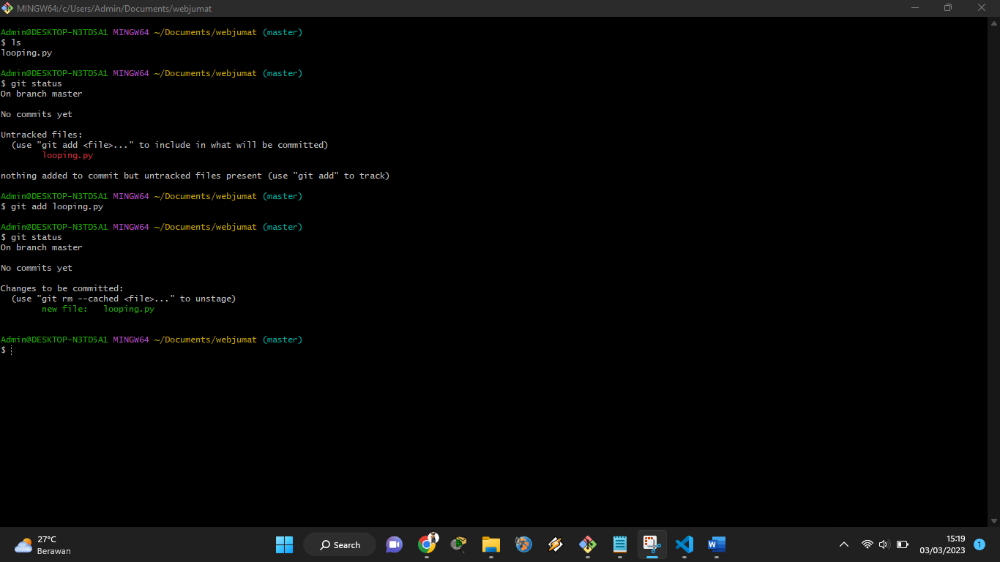 MINGW64:/c/Users/Admin/Documents/webjumat
Admin@DESKTOP-N3TD5A1 MINGW64 ~/Documents/webjumat (master)
$ ls
looping.py
Admin@DESKTOP-N3TD5A1 MINGW64 ~/Documents/webjumat (master)
$ git status
On branch master
No commits yet
Untracked files:
(use "git add <file>..." to include in what will be committed)
looping.py
nothing added to commit but untracked files present (use "git add" to track)
Admin@DESKTOP-N3TD5A1 MINGW64 ~/Documents/webjumat (master)
$ git add looping.py
Admin@DESKTOP-N3TD5A1 MINGW64 ~/Documents/webjumat (master)
$ git status
On branch master
No commits yet
Changes to be committed:
(use "git rm --cached <file>..." to unstage)
new file:   looping.py
Admin@DESKTOP-N3TD5A1 MINGW64 ~/Documents/webjumat (master)
$
27°C
Berawan
Search
15:19
03/03/2023
1